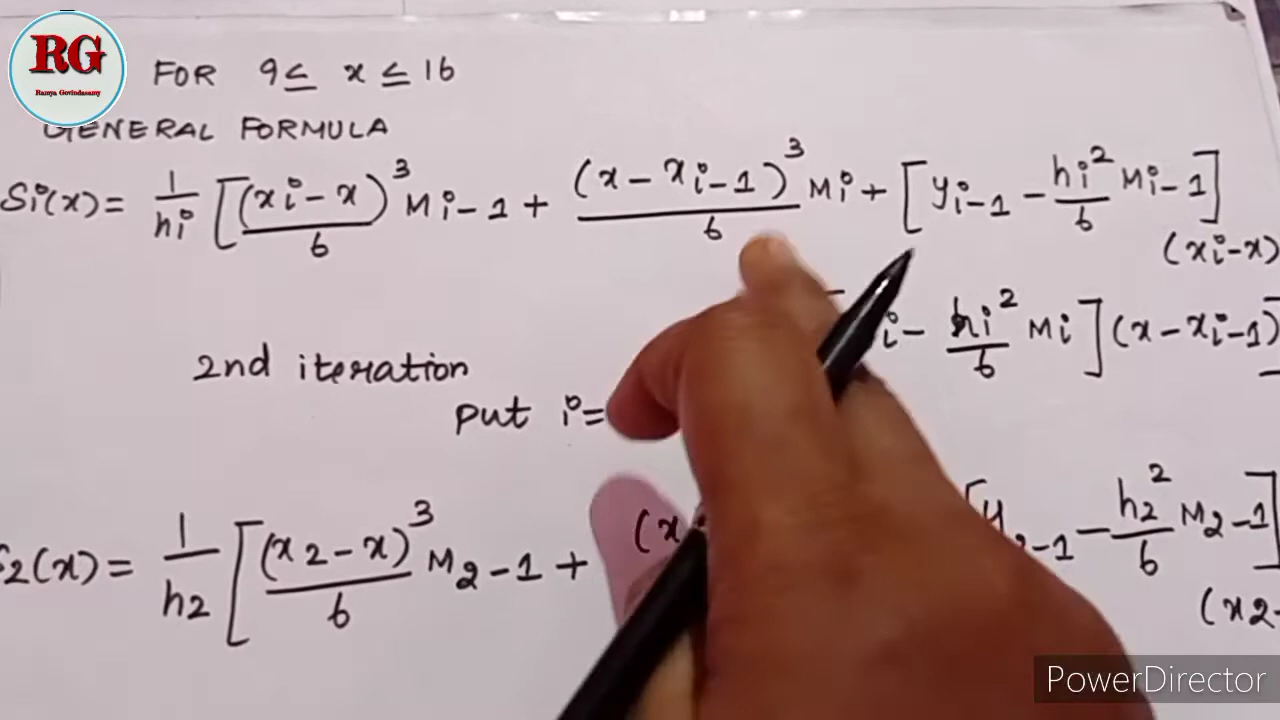 RG
Ramya Govindasamy
FOR 9 ≤ x ≤ 16
GENERAL FORMULA
Si(x) = 1/hi [(xi - x)³/6 Mi-1 + (x - xi-1)³/6 Mi + [yi-1 - hi²/6 Mi-1]
(xi-x)
i - hi²/6 Mi] (x - xi-1)]
2nd iteration
put i=
S2(x) = 1/h2 [(x2 - x)³/6 M2-1 + (x [y2-1 - h2²/6 M2-1]
(x2-
PowerDirector